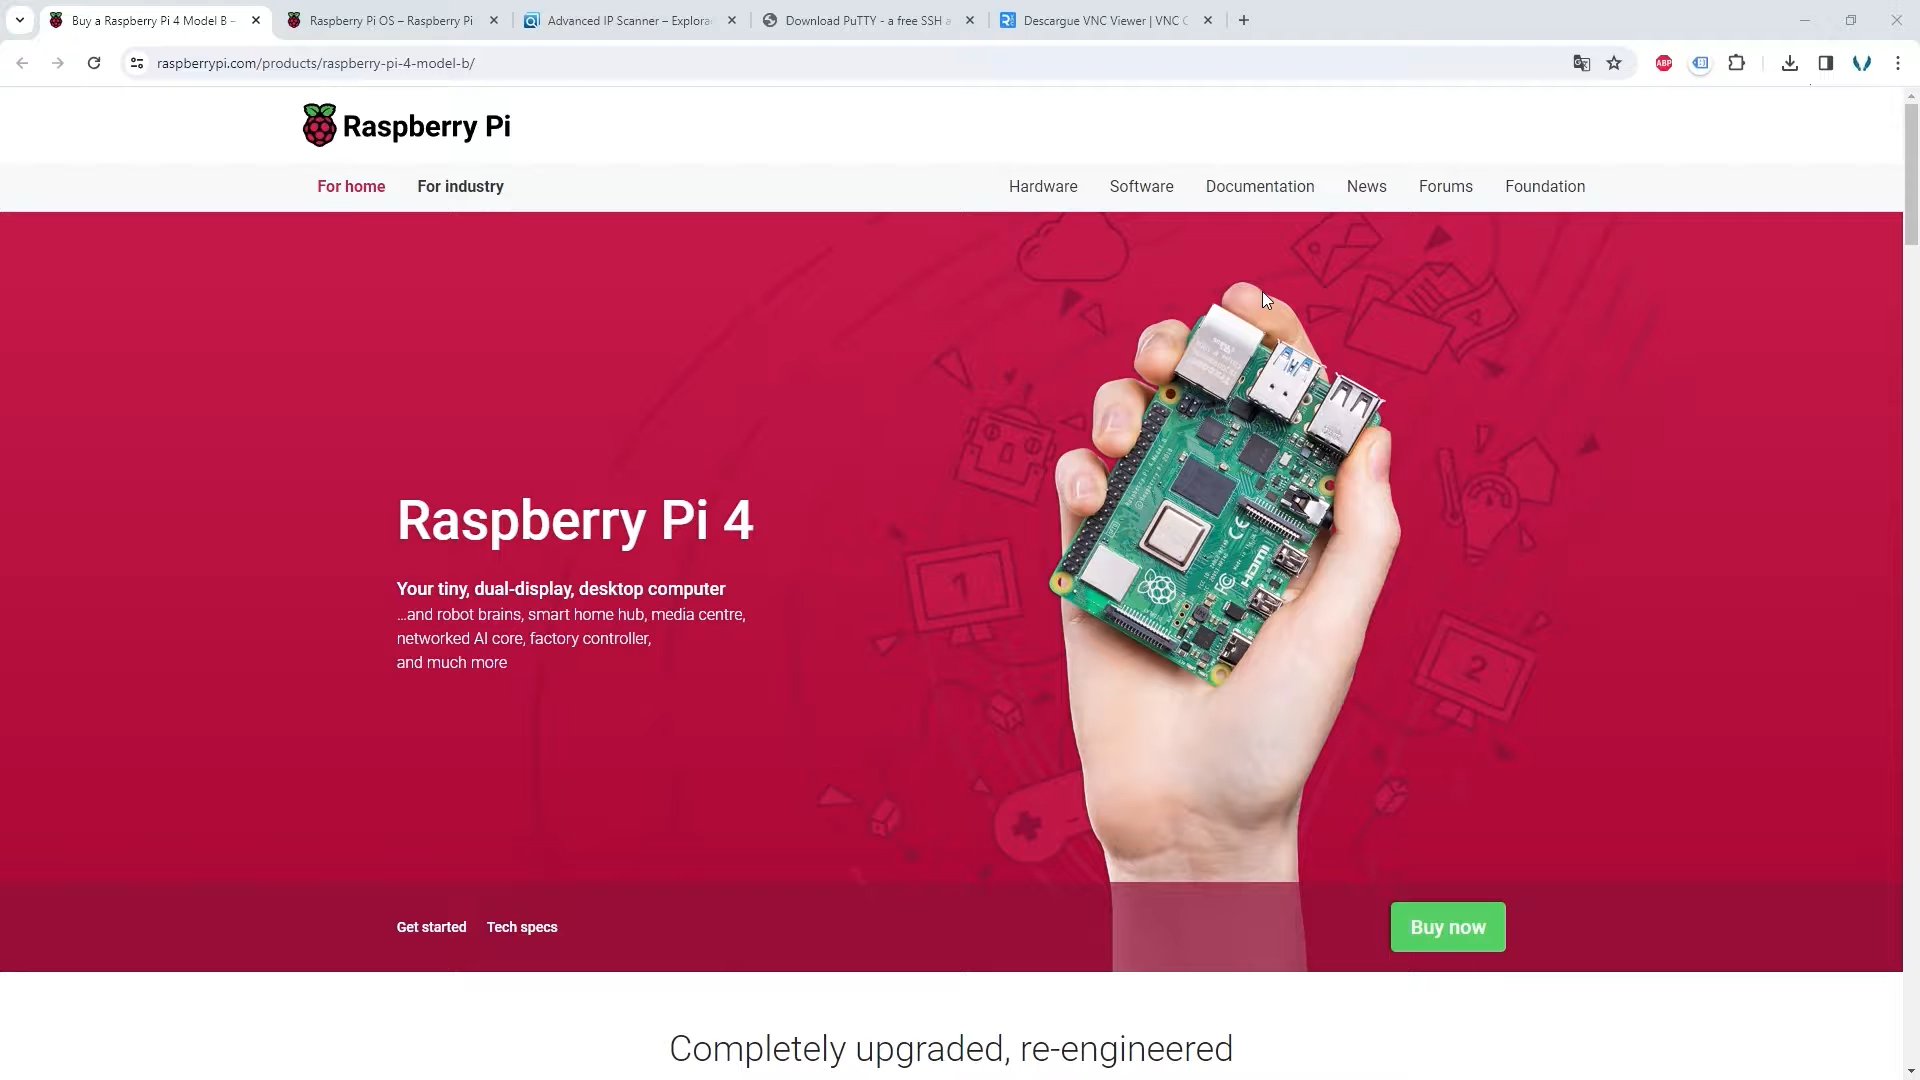 Buy a Raspberry Pi 4 Model B –
Raspberry Pi OS – Raspberry Pi
Advanced IP Scanner – Explora
Download PuTTY - a free SSH a
Descargue VNC Viewer | VNC C
raspberrypi.com/products/raspberry-pi-4-model-b/
ABP
Raspberry Pi
For home
For industry
Hardware
Software
Documentation
News
Forums
Foundation
Raspberry Pi 4
Your tiny, dual-display, desktop computer
...and robot brains, smart home hub, media centre,
networked AI core, factory controller,
and much more
HDMI
1
2
Get started
Tech specs
Buy now
Completely upgraded, re-engineered